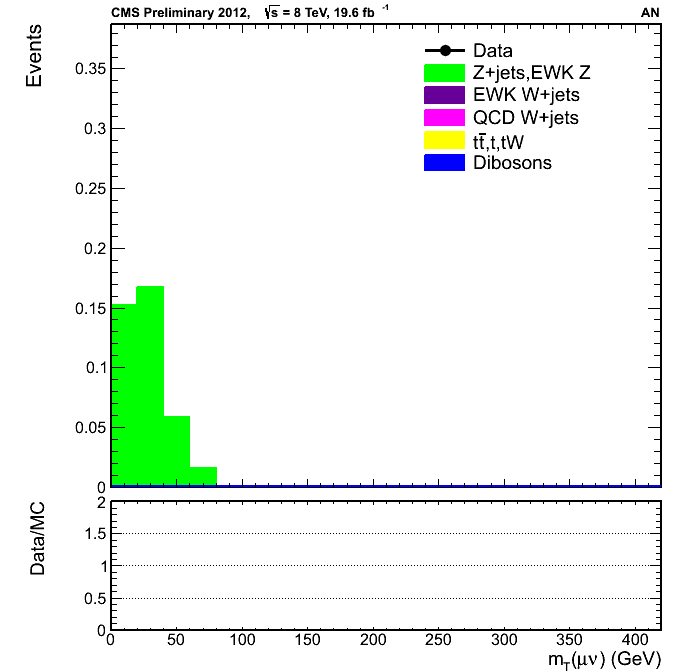 CMS Preliminary 2012, √s = 8 TeV, 19.6 fb⁻¹ AN
Events
0.35
0.3
0.25
0.2
0.15
0.1
0.05
0
Data
Z+jets,EWK Z
EWK W+jets
QCD W+jets
tt̅,t,tW
Dibosons
Data/MC
2
1.5
1
0.5
0
0 50 100 150 200 250 300 350 400
m_T(μν) (GeV)